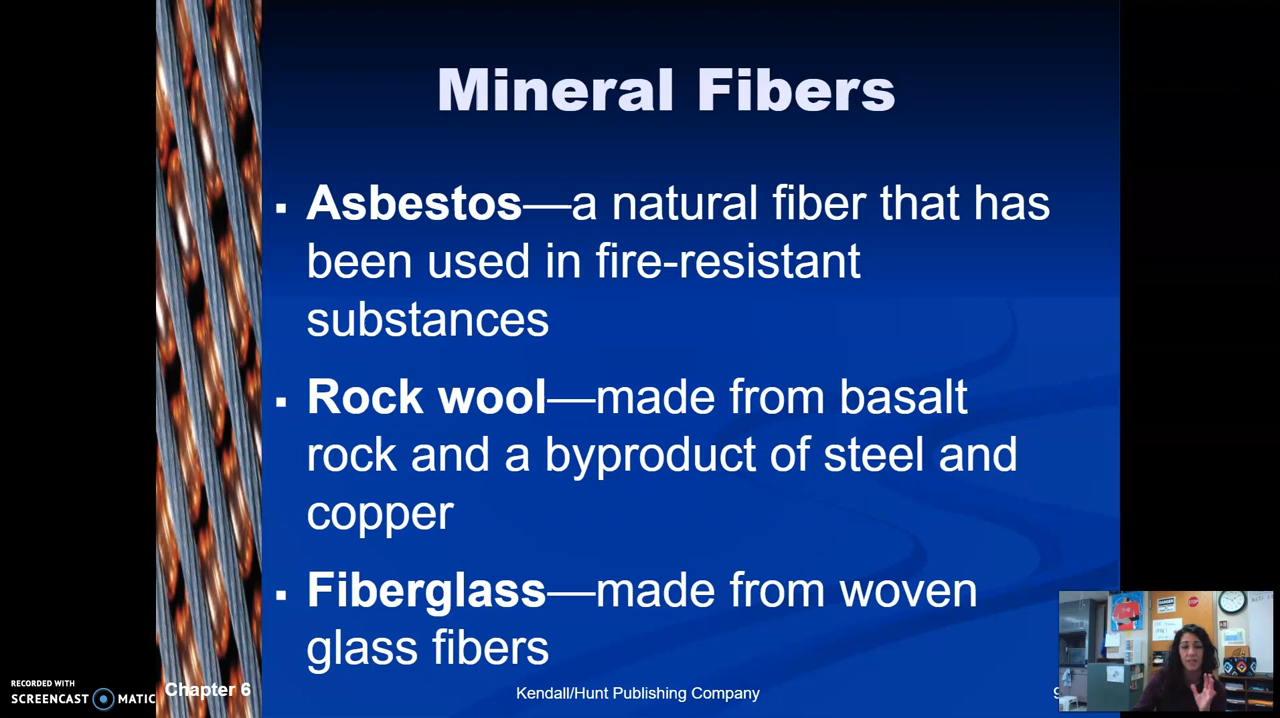 Mineral Fibers
▪ Asbestos—a natural fiber that has
been used in fire-resistant
substances
▪ Rock wool—made from basalt
rock and a byproduct of steel and
copper
▪ Fiberglass—made from woven
glass fibers
Chapter 6
Kendall/Hunt Publishing Company
9
RECORDED WITH
SCREENCAST MATIC
STOP